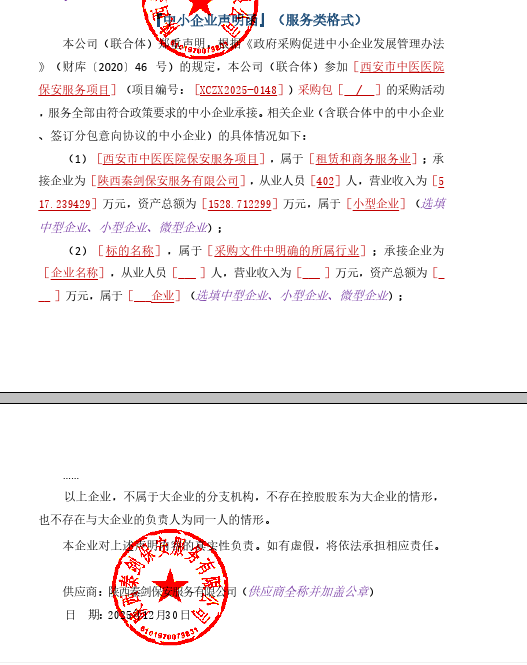 『中小企业声明函』（服务类格式）
本公司（联合体）郑重声明，根据《政府采购促进中小企业发展管理办法
》（财库〔2020〕46 号）的规定，本公司（联合体）参加［西安市中医医院
保安服务项目］（项目编号：［XCZX2025-0148］）采购包［ / ］的采购活动
，服务全部由符合政策要求的中小企业承接。相关企业（含联合体中的中小企业
、签订分包意向协议的中小企业）的具体情况如下：
（1）［西安市中医医院保安服务项目］，属于［租赁和商务服务业］；承
接企业为［陕西秦剑保安服务有限公司］，从业人员［402］人，营业收入为［5
17.239429］万元，资产总额为［1528.712299］万元，属于［小型企业］（选填
中型企业、小型企业、微型企业）；
（2）［标的名称］，属于［采购文件中明确的所属行业］；承接企业为
［企业名称］，从业人员［___ ］人，营业收入为［___ ］万元，资产总额为［_
__ ］万元，属于［___企业］（选填中型企业、小型企业、微型企业）；
……
以上企业，不属于大企业的分支机构，不存在控股股东为大企业的情形，
也不存在与大企业的负责人为同一人的情形。
本企业对上述声明内容的真实性负责。如有虚假，将依法承担相应责任。
供应商：陕西秦剑保安服务有限公司（供应商全称并加盖公章）
日 期：2025年12月30日
陕西秦剑保安服务有限公司